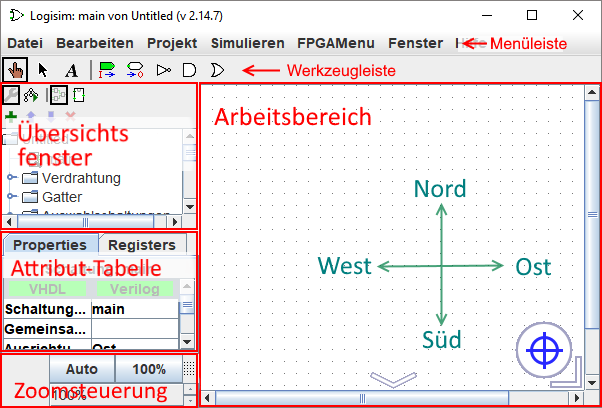 Logisim: main von Untitled (v 2.14.7)
Datei Bearbeiten Projekt Simulieren FPGAMenu Fenster Hilfe Menüleiste
A Werkzeugleiste
Übersichts
fenster
Verdrahtung
Gatter
Properties Registers
Attribut-Tabelle
VHDL Verilog
Schaltung... main
Gemeinsa...
Ausrichtu... Ost
Auto 100%
Zoomsteuerung
100%
Arbeitsbereich
Nord
West Ost
Süd